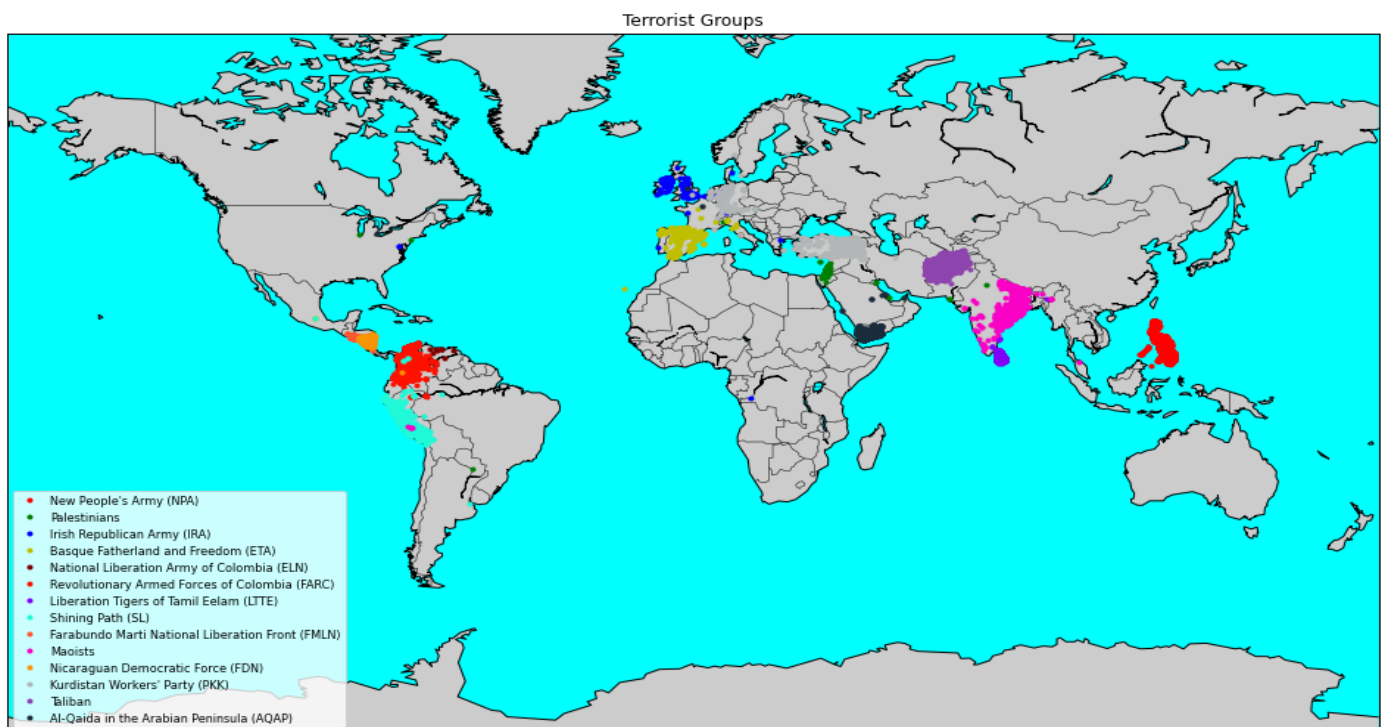 Terrorist Groups
New People's Army (NPA)
Palestinians
Irish Republican Army (IRA)
Basque Fatherland and Freedom (ETA)
National Liberation Army of Colombia (ELN)
Revolutionary Armed Forces of Colombia (FARC)
Liberation Tigers of Tamil Eelam (LTTE)
Shining Path (SL)
Farabundo Marti National Liberation Front (FMLN)
Maoists
Nicaraguan Democratic Force (FDN)
Kurdistan Workers' Party (PKK)
Taliban
Al-Qaida in the Arabian Peninsula (AQAP)